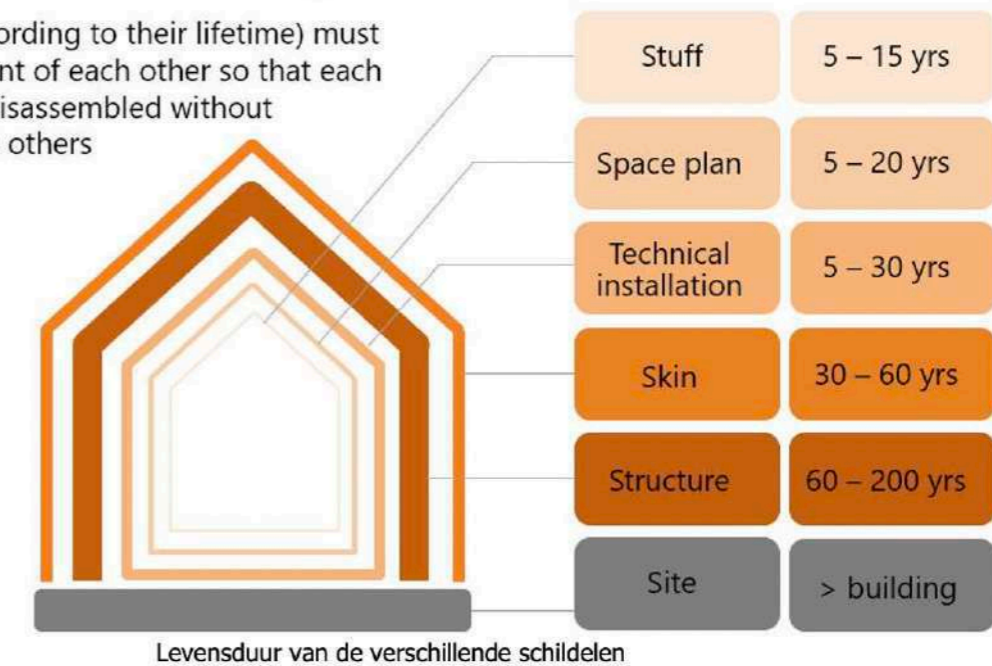 ording to their lifetime) must
nt of each other so that each
isassembled without
others
Stuff
5 – 15 yrs
Space plan
5 – 20 yrs
Technical
installation
5 – 30 yrs
Skin
30 – 60 yrs
Structure
60 – 200 yrs
Site
> building
Levensduur van de verschillende schildelen